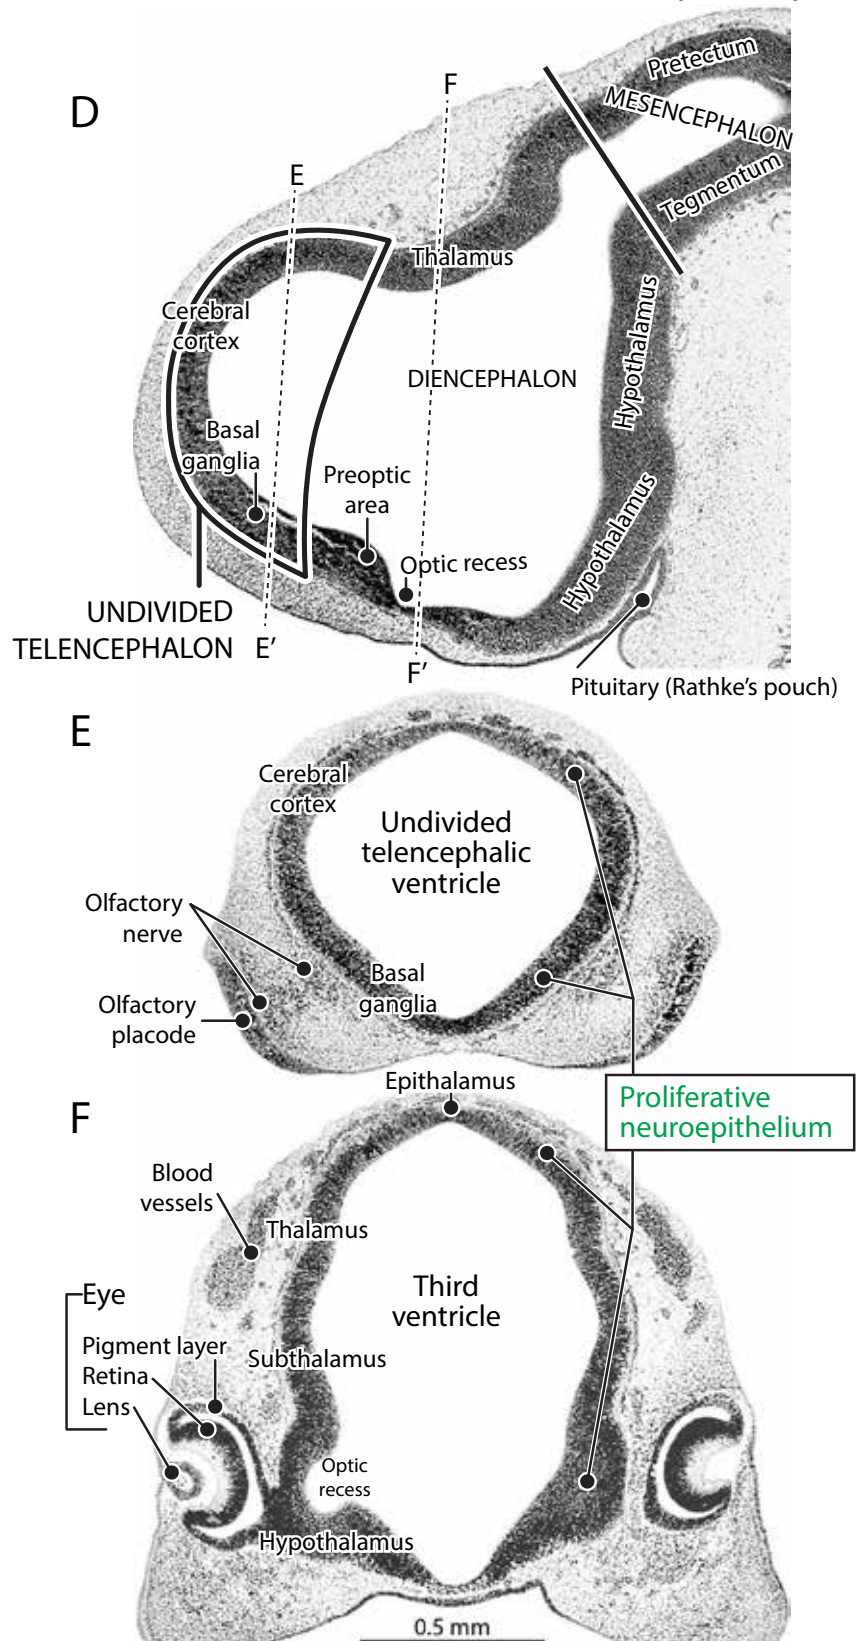 D
F
E
Pretectum
MESENCEPHALON
Tegmentum
Thalamus
Cerebral
cortex
Hypothalamus
DIENCEPHALON
Basal
ganglia
Preoptic
area
Hypothalamus
Optic recess
UNDIVIDED
TELENCEPHALON
E’
F’
Pituitary (Rathke’s pouch)
E
Cerebral
cortex
Undivided
telencephalic
ventricle
Olfactory
nerve
Basal
ganglia
Olfactory
placode
Epithalamus
Proliferative
neuroepithelium
F
Blood
vessels
Thalamus
Third
ventricle
Eye
Pigment layer
Retina
Lens
Subthalamus
Optic
recess
Hypothalamus
0.5 mm